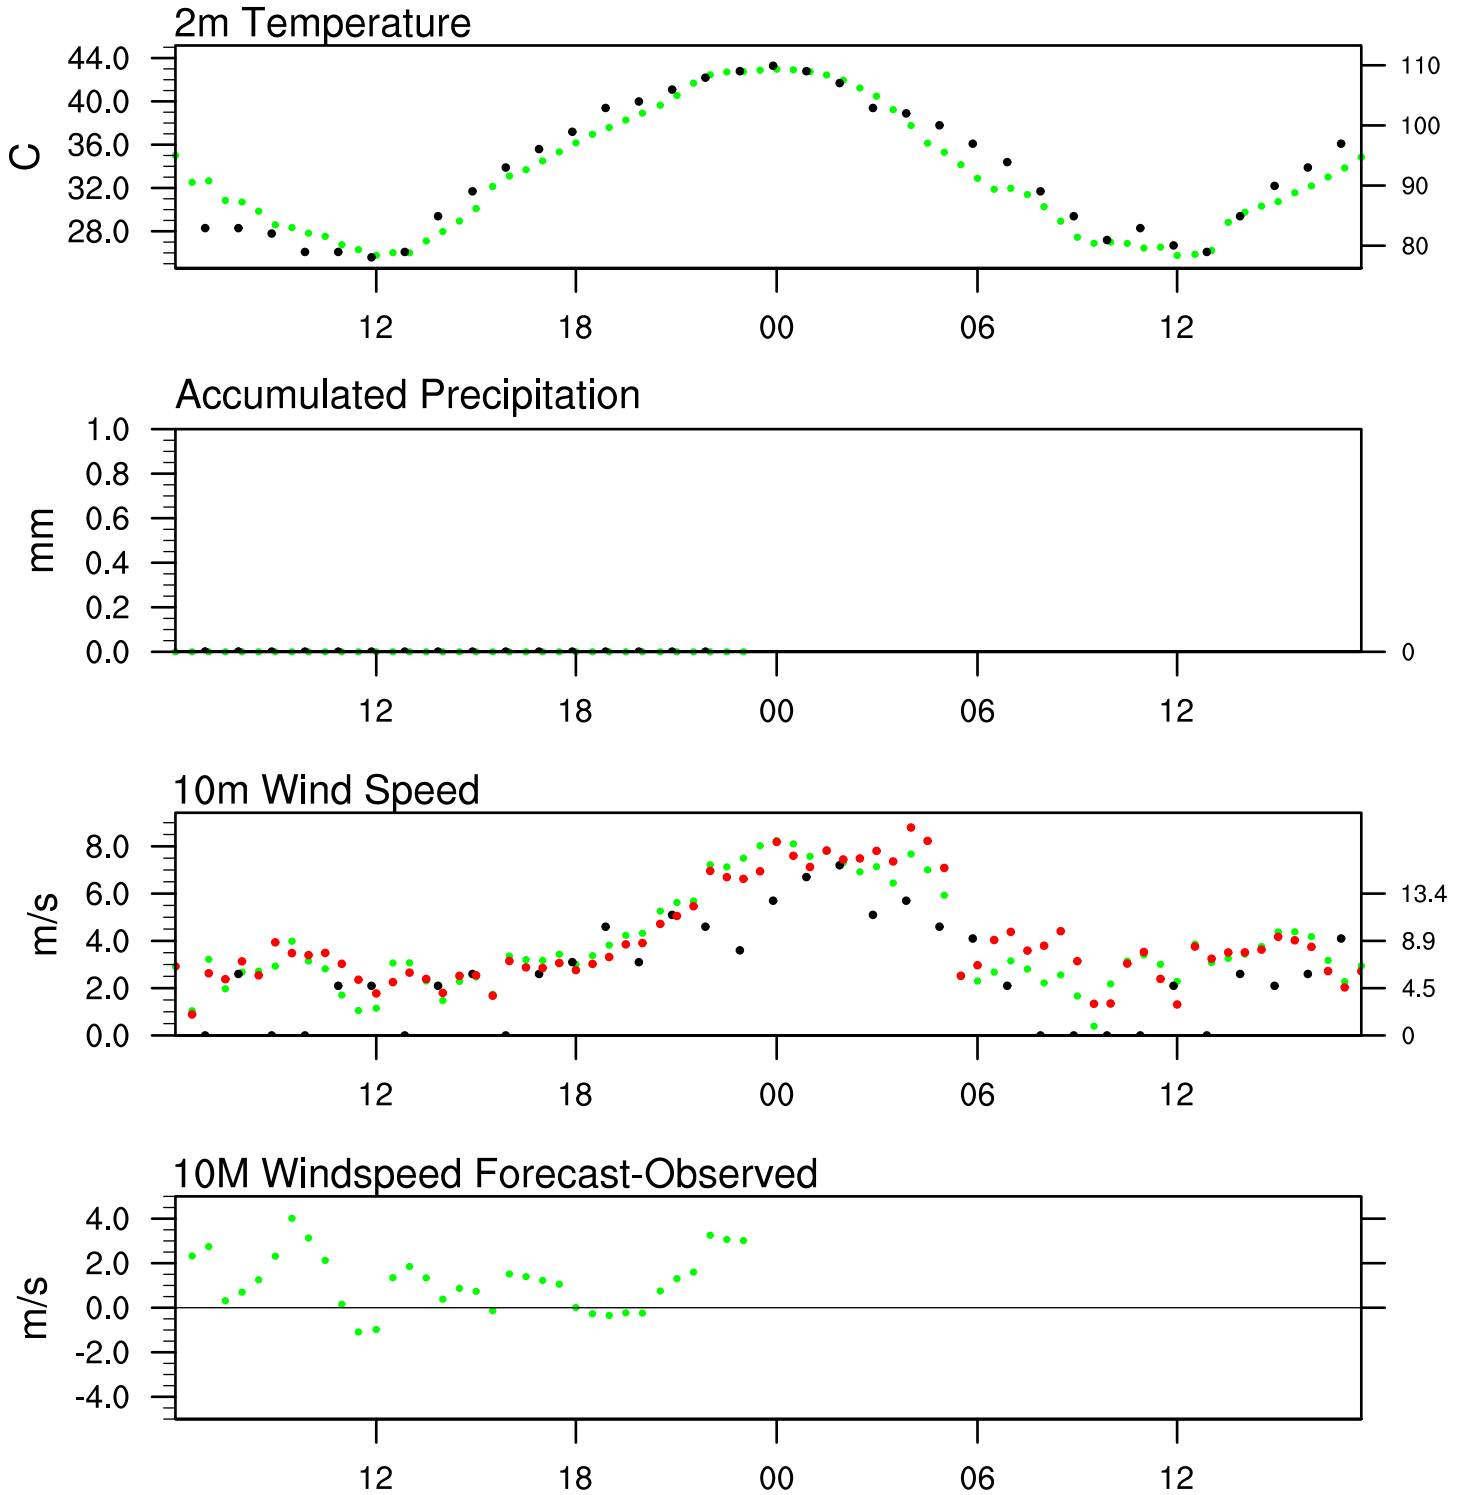 2m Temperature
44.0
40.0
36.0
32.0
28.0
C
110
100
90
80
12 18 00 06 12
Accumulated Precipitation
1.0
0.8
0.6
0.4
0.2
0.0
mm
0
12 18 00 06 12
10m Wind Speed
8.0
6.0
4.0
2.0
0.0
m/s
13.4
8.9
4.5
0
12 18 00 06 12
10M Windspeed Forecast-Observed
4.0
2.0
0.0
-2.0
-4.0
m/s
12 18 00 06 12